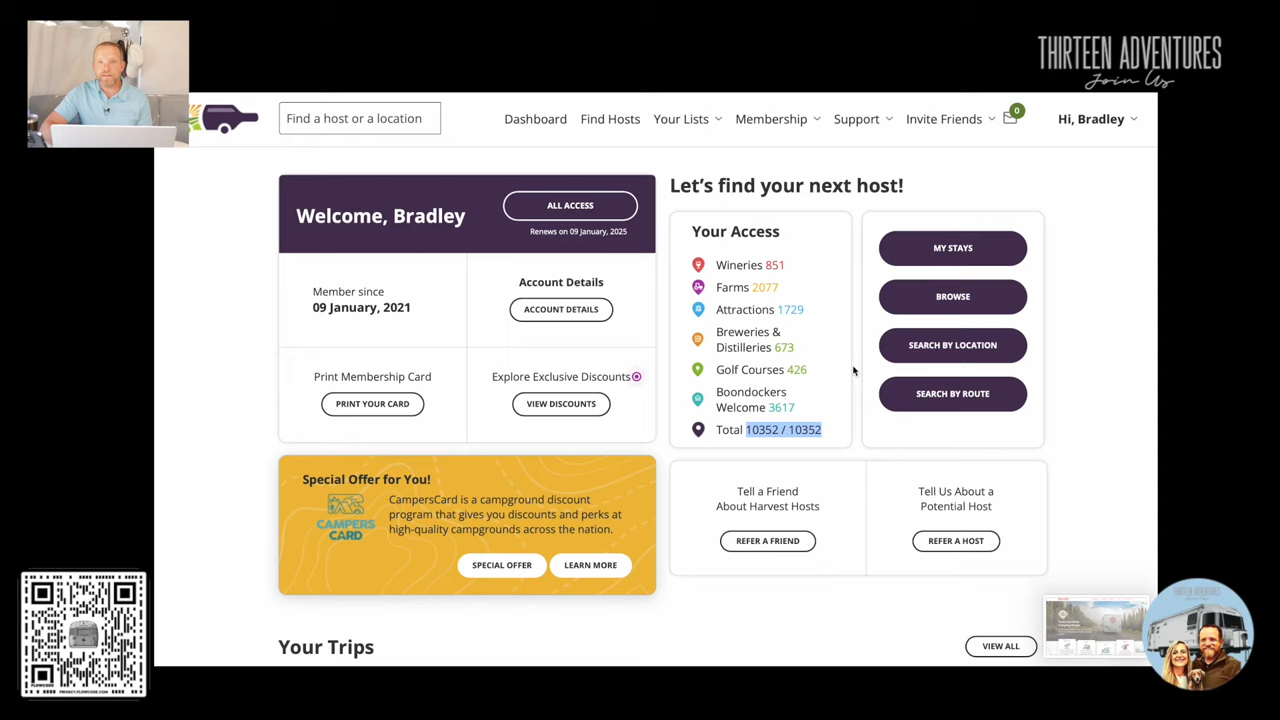 THIRTEEN ADVENTURES
Join Us
Find a host or a location
Dashboard
Find Hosts
Your Lists
Membership
Support
Invite Friends
0
Hi, Bradley
Welcome, Bradley
ALL ACCESS
Renews on 09 January, 2025
Member since
09 January, 2021
Account Details
ACCOUNT DETAILS
Print Membership Card
PRINT YOUR CARD
Explore Exclusive Discounts
VIEW DISCOUNTS
Let's find your next host!
Your Access
Wineries 851
Farms 2077
Attractions 1729
Breweries &
Distilleries 673
Golf Courses 426
Boondockers
Welcome 3617
Total 10352 / 10352
MY STAYS
BROWSE
SEARCH BY LOCATION
SEARCH BY ROUTE
Special Offer for You!
CAMPERS
CARD
CampersCard is a campground discount
program that gives you discounts and perks at
high-quality campgrounds across the nation.
SPECIAL OFFER
LEARN MORE
Tell a Friend
About Harvest Hosts
REFER A FRIEND
Tell Us About a
Potential Host
REFER A HOST
Your Trips
VIEW ALL
FLOWCODE
PRIVACY.FLOWCODE.COM
THIRTEEN ADVENTURES